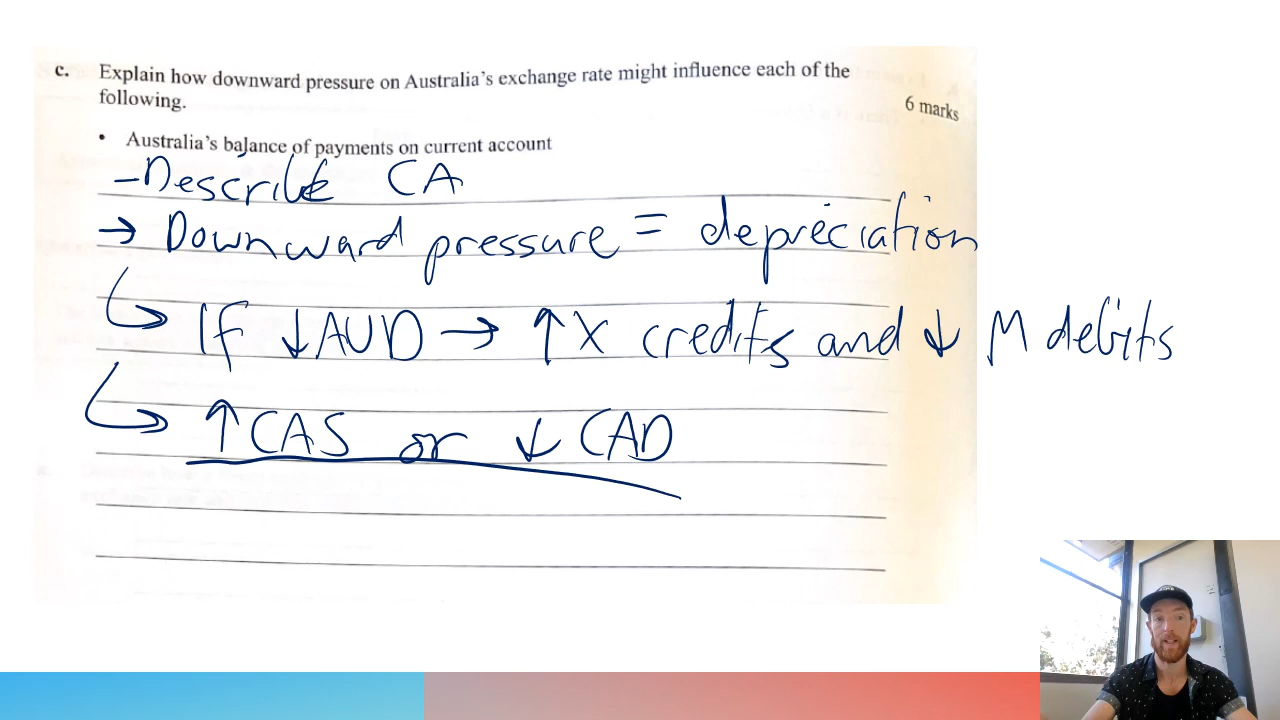 c. Explain how downward pressure on Australia's exchange rate might influence each of the
following.
6 marks
• Australia's balance of payments on current account
- Describe CA
→ Downward pressure = depreciation
↳ If ↓ AUD → ↑ X credits and ↓ M debits
↳ ↑ CAS or ↓ CAD